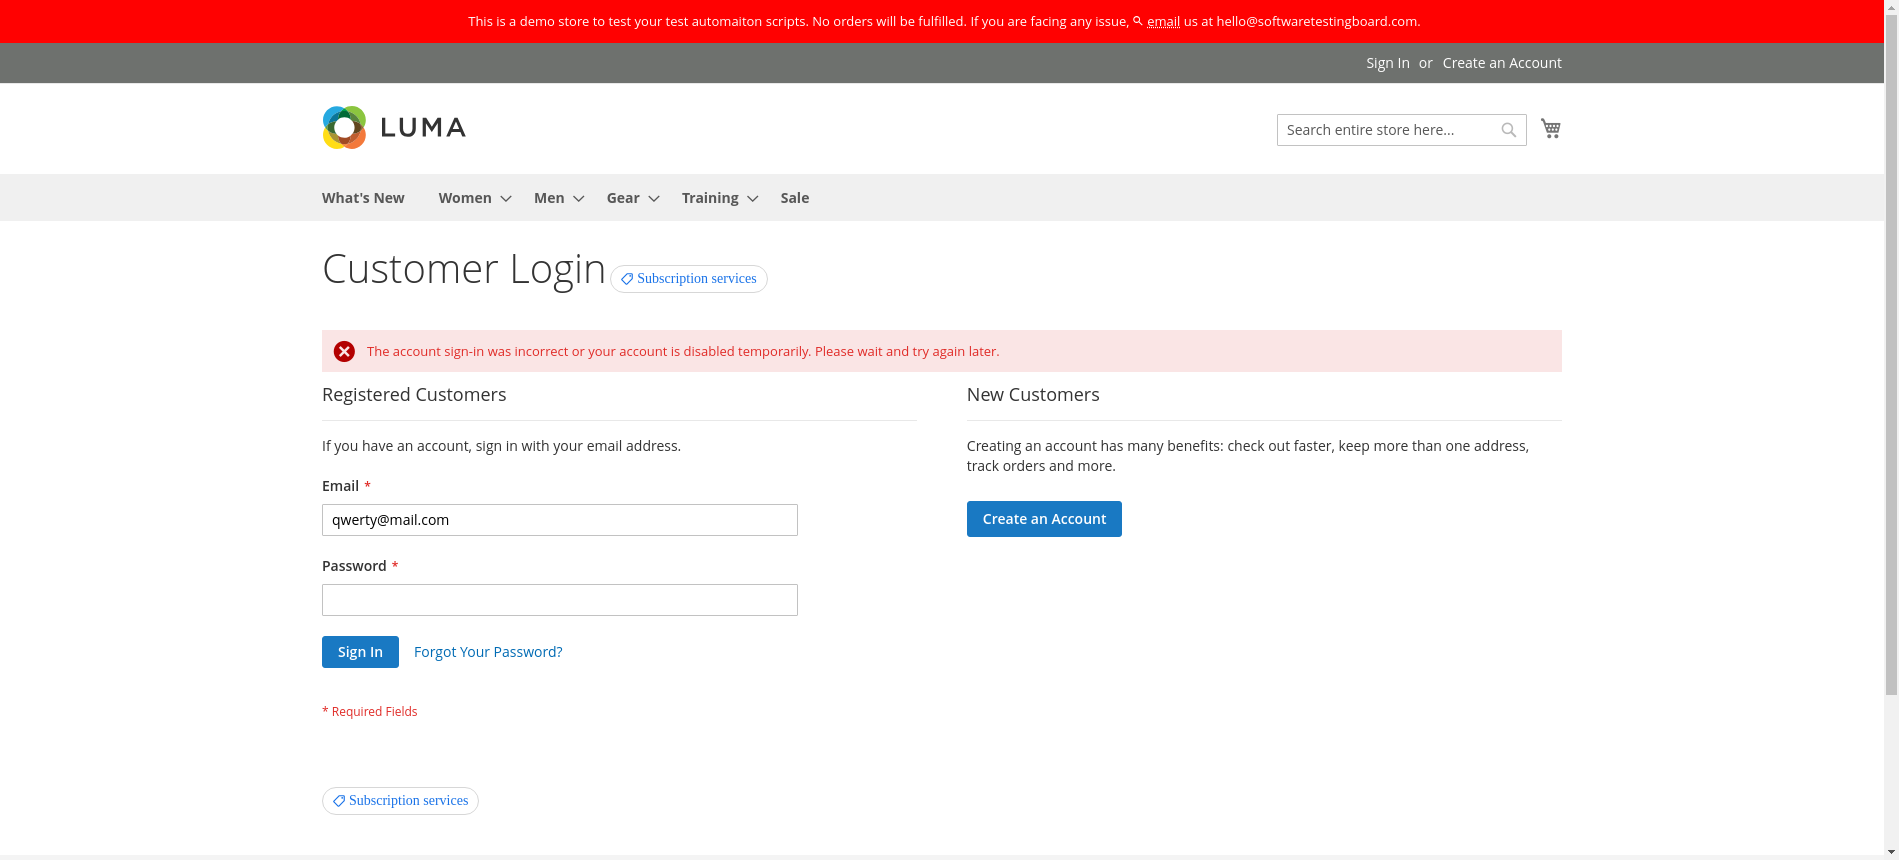 This is a demo store to test your test automaiton scripts. No orders will be fulfilled. If you are facing any issue, email us at hello@softwaretestingboard.com.
Sign In or Create an Account
LUMA
Search entire store here...
What's New Women Men Gear Training Sale
Customer Login Subscription services
The account sign-in was incorrect or your account is disabled temporarily. Please wait and try again later.
Registered Customers
If you have an account, sign in with your email address.
Email *
qwerty@mail.com
Password *
Sign In Forgot Your Password?
* Required Fields
New Customers
Creating an account has many benefits: check out faster, keep more than one address,
track orders and more.
Create an Account
Subscription services